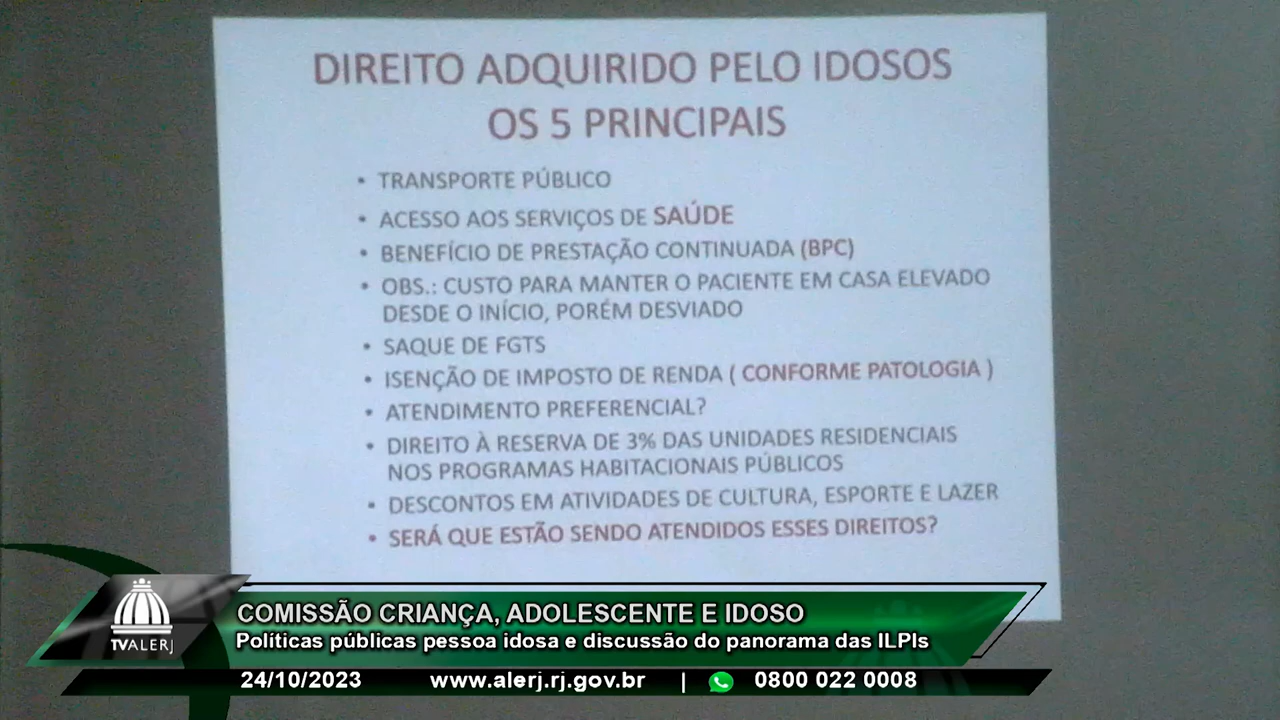 DIREITO ADQUIRIDO PELO IDOSOS
OS 5 PRINCIPAIS
• TRANSPORTE PÚBLICO
• ACESSO AOS SERVIÇOS DE SAÚDE
• BENEFÍCIO DE PRESTAÇÃO CONTINUADA (BPC)
• OBS.: CUSTO PARA MANTER O PACIENTE EM CASA ELEVADO
DESDE O INÍCIO, PORÉM DESVIADO
• SAQUE DE FGTS
• ISENÇÃO DE IMPOSTO DE RENDA ( CONFORME PATOLOGIA )
• ATENDIMENTO PREFERENCIAL?
• DIREITO À RESERVA DE 3% DAS UNIDADES RESIDENCIAIS
NOS PROGRAMAS HABITACIONAIS PÚBLICOS
• DESCONTOS EM ATIVIDADES DE CULTURA, ESPORTE E LAZER
• SERÁ QUE ESTÃO SENDO ATENDIDOS ESSES DIREITOS?
COMISSÃO CRIANÇA, ADOLESCENTE E IDOSO
Políticas públicas pessoa idosa e discussão do panorama das ILPIs
TVALERJ
24/10/2023 www.alerj.rj.gov.br | 0800 022 0008